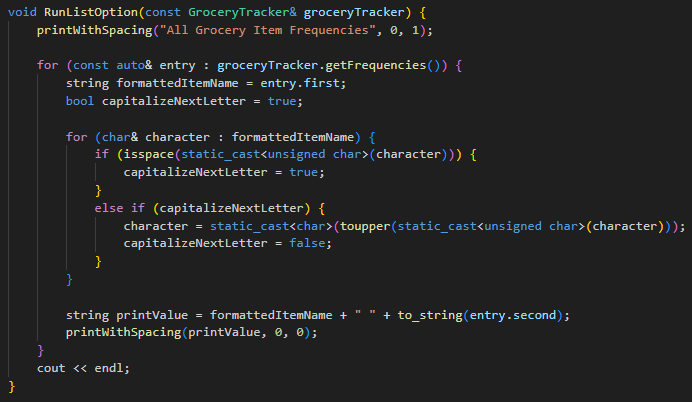 void RunListOption(const GroceryTracker& groceryTracker) {
    printWithSpacing("All Grocery Item Frequencies", 0, 1);

    for (const auto& entry : groceryTracker.getFrequencies()) {
        string formattedItemName = entry.first;
        bool capitalizeNextLetter = true;

        for (char& character : formattedItemName) {
            if (isspace(static_cast<unsigned char>(character))) {
                capitalizeNextLetter = true;
            }
            else if (capitalizeNextLetter) {
                character = static_cast<char>(toupper(static_cast<unsigned char>(character)));
                capitalizeNextLetter = false;
            }
        }

        string printValue = formattedItemName + " " + to_string(entry.second);
        printWithSpacing(printValue, 0, 0);
    }
    cout << endl;
}